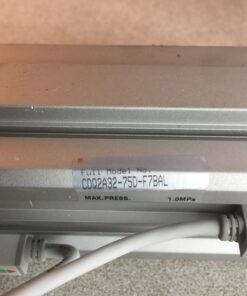 Full Model No.
CDQ2A32-75D-F7BAL
MAX.PRESS. 1.0MPa